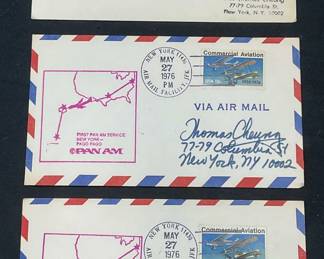 77-79 Columbia St.
New York, N.Y. 10002
NEW YORK 11430
MAY
27
1976
PM
AIR MAIL FACILITY, JFK
Commercial Aviation
VIA AIR MAIL
FIRST PAN AM SERVICE
NEW YORK –
PAGO PAGO
PAN AM
Thomas Cheung
77-79 Columbia St
New York, NY 10002
NEW YORK 11430
MAY
27
1976
Commercial Aviation